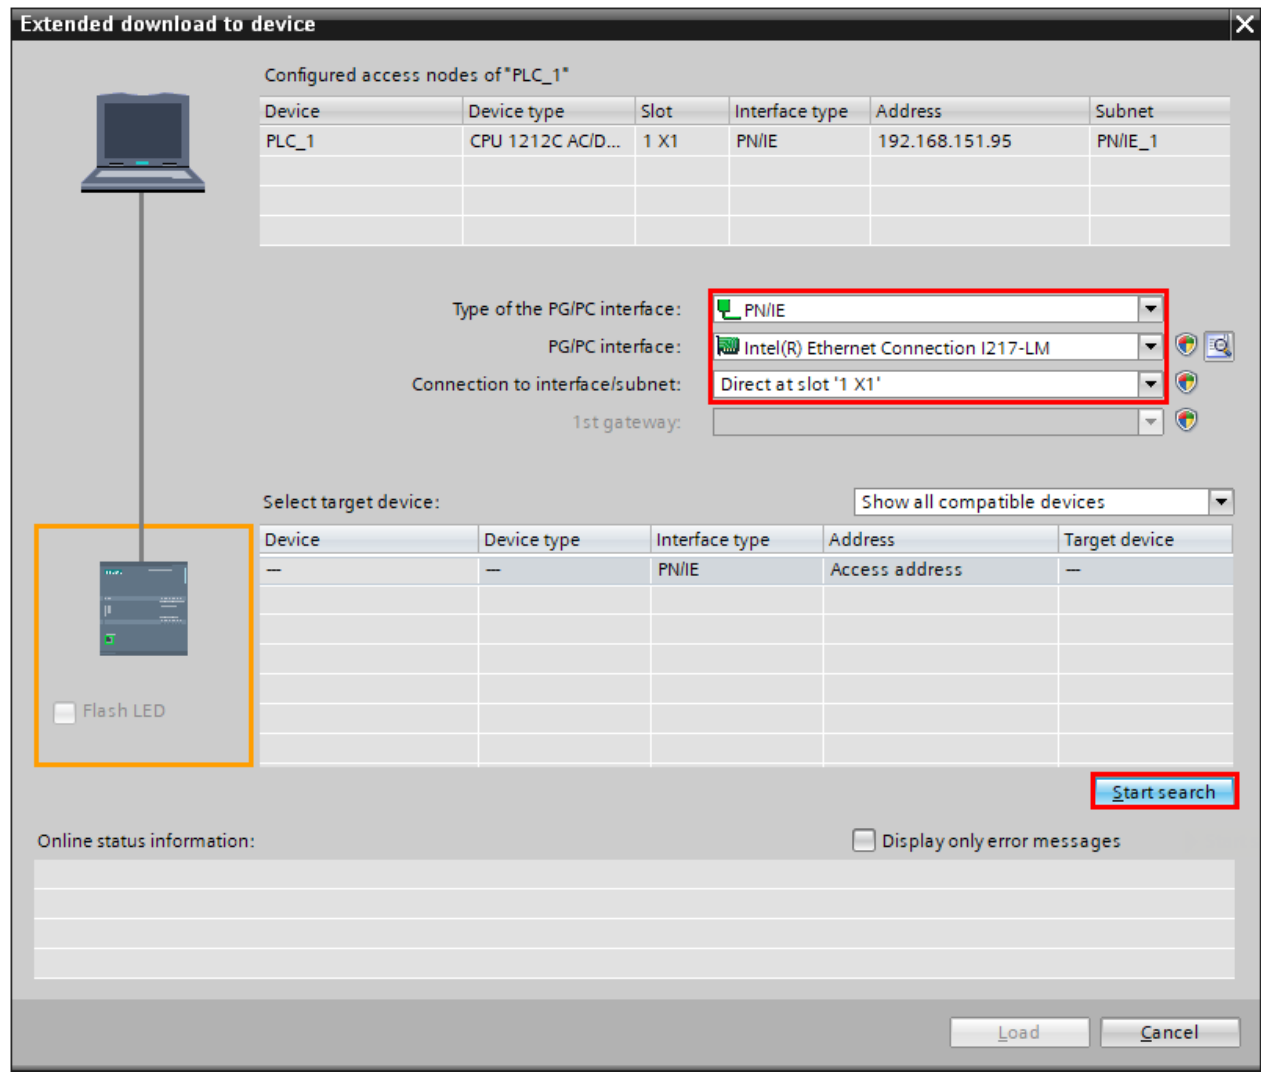 Extended download to device
Configured access nodes of "PLC_1"
Device Device type Slot Interface type Address Subnet
PLC_1 CPU 1212C AC/D... 1 X1 PN/IE 192.168.151.95 PN/IE_1
Type of the PG/PC interface: PN/IE
PG/PC interface: Intel(R) Ethernet Connection I217-LM
Connection to interface/subnet: Direct at slot '1 X1'
1st gateway:
Select target device: Show all compatible devices
Device Device type Interface type Address Target device
— — PN/IE Access address —
Flash LED
Start search
Online status information: Display only error messages
Load Cancel